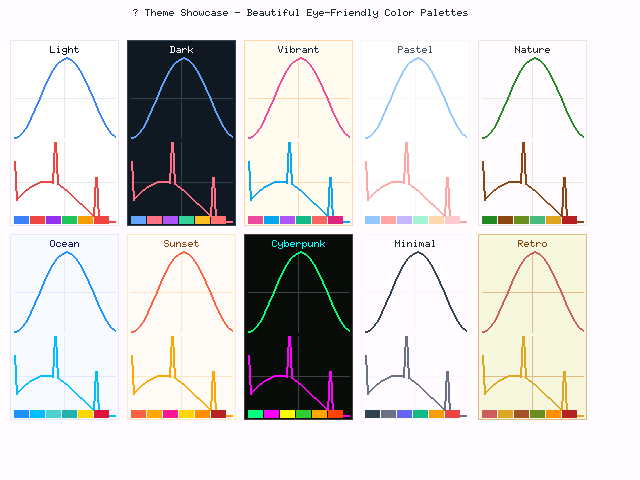 ? Theme Showcase - Beautiful Eye-Friendly Color Palettes
Light Dark Vibrant Pastel Nature
Ocean Sunset Cyberpunk Minimal Retro